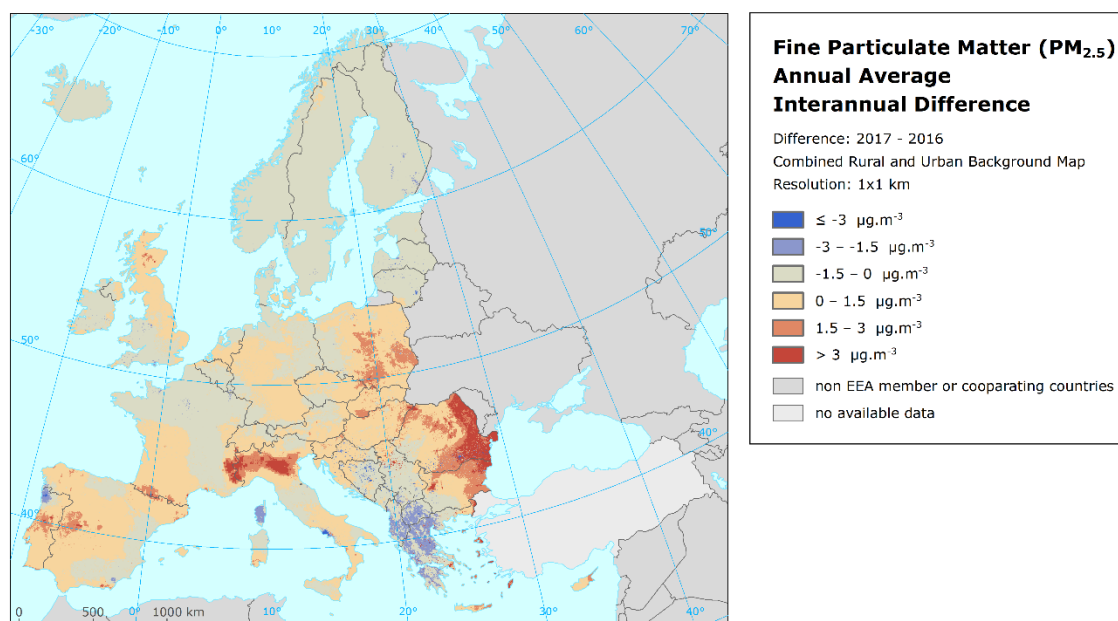 -30° -20° -10° 0° 10° 20° 30° 40° 50° 60° 70°
60°
50°
50°
40°
40°
0 500 1000 km
0° 10° 20° 30° 40°
Fine Particulate Matter (PM2.5)
Annual Average
Interannual Difference
Difference: 2017 - 2016
Combined Rural and Urban Background Map
Resolution: 1x1 km
≤ -3 µg.m-3
-3 – -1.5 µg.m-3
-1.5 – 0 µg.m-3
0 – 1.5 µg.m-3
1.5 – 3 µg.m-3
> 3 µg.m-3
non EEA member or cooparating countries
no available data